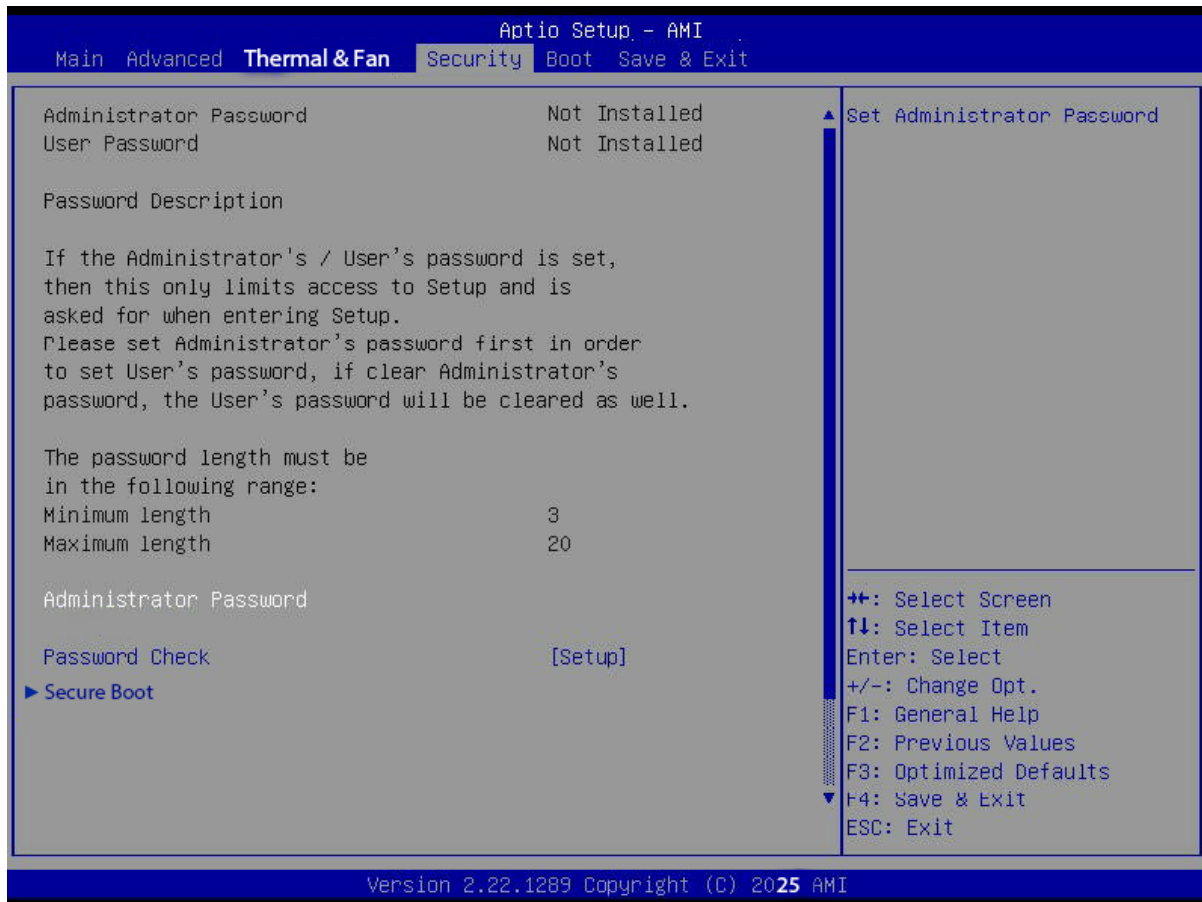 Aptio Setup - AMI
Main Advanced Thermal & Fan Security Boot Save & Exit
Administrator Password Not Installed
User Password Not Installed
Password Description
If the Administrator's / User's password is set,
then this only limits access to Setup and is
asked for when entering Setup.
Please set Administrator's password first in order
to set User's password, if clear Administrator's
password, the User's password will be cleared as well.
The password length must be
in the following range:
Minimum length 3
Maximum length 20
Administrator Password
Password Check [Setup]
► Secure Boot
Set Administrator Password
→←: Select Screen
↑↓: Select Item
Enter: Select
+/-: Change Opt.
F1: General Help
F2: Previous Values
F3: Optimized Defaults
F4: Save & Exit
ESC: Exit
Version 2.22.1289 Copyright (C) 2025 AMI